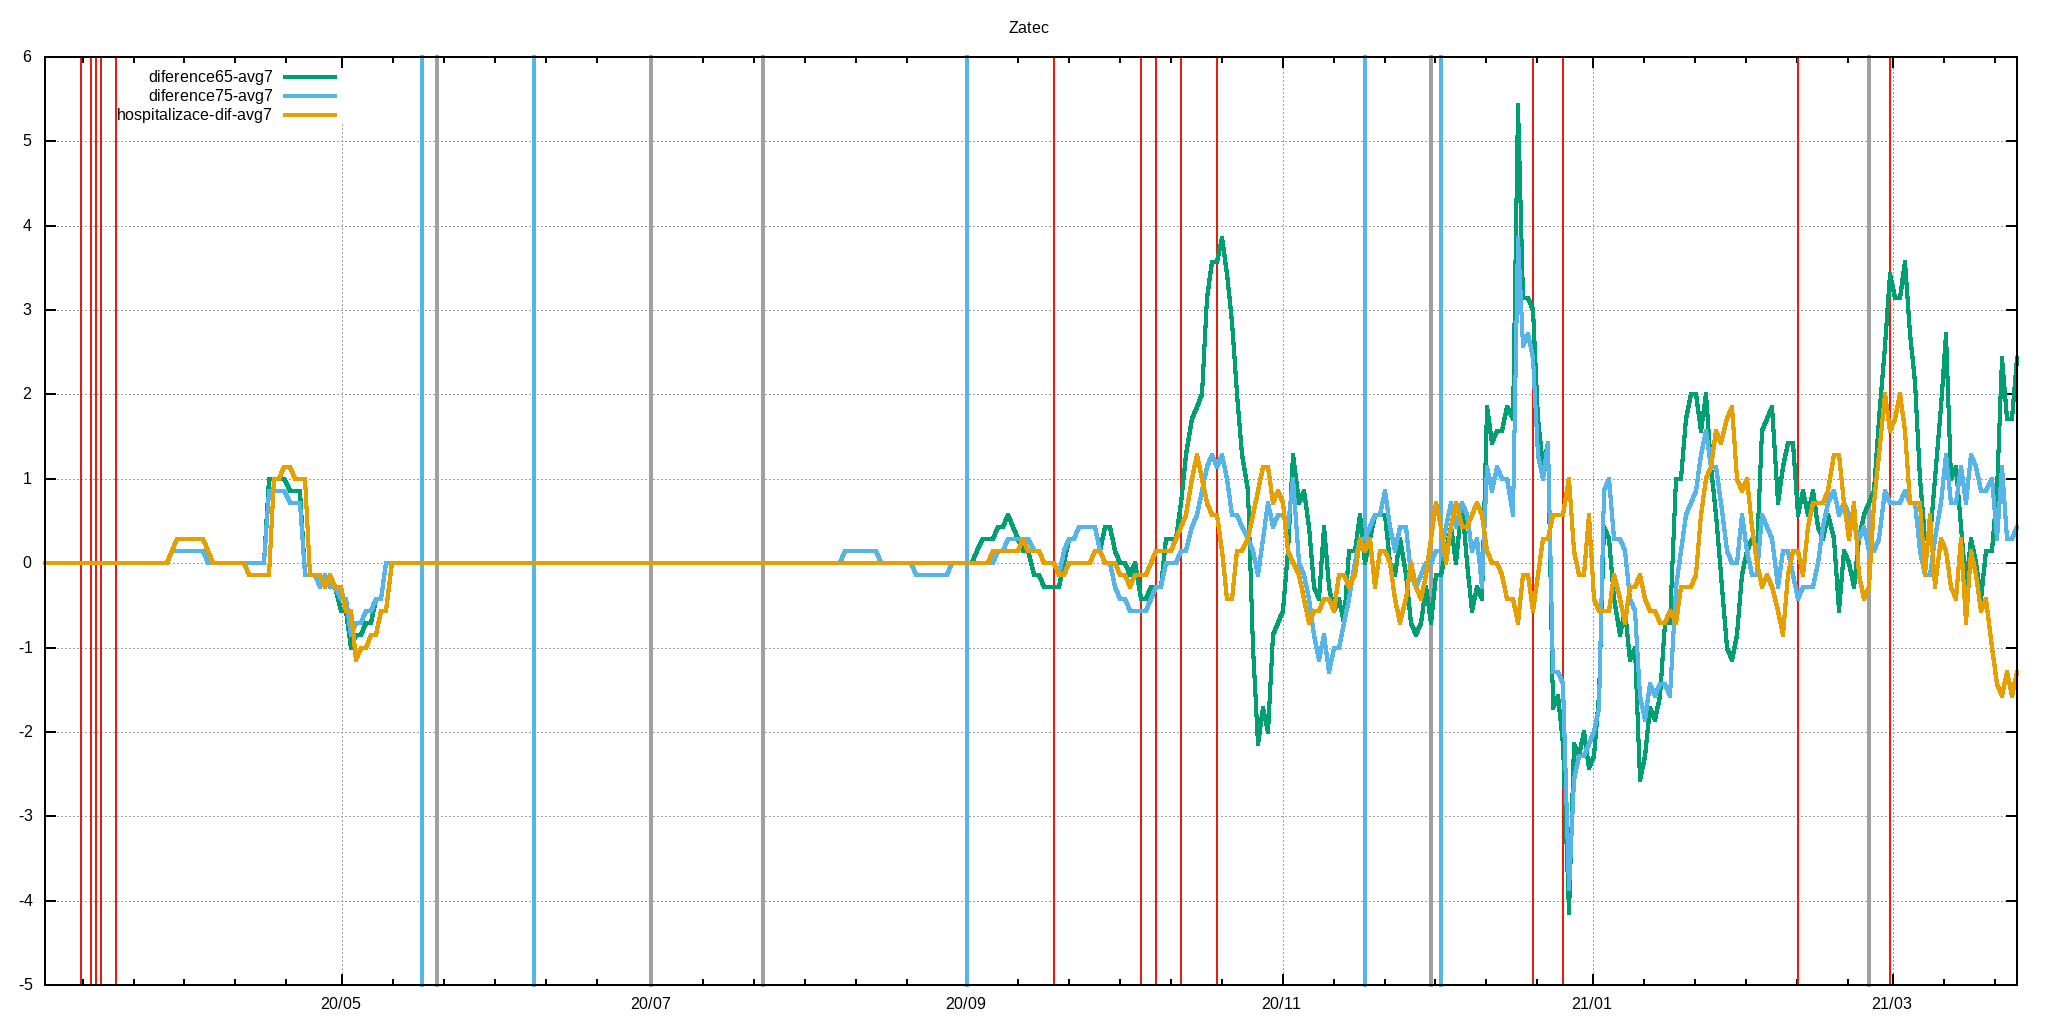 Zatec
diference65-avg7
diference75-avg7
hospitalizace-dif-avg7
6
5
4
3
2
1
0
-1
-2
-3
-4
-5
20/05 20/07 20/09 20/11 21/01 21/03